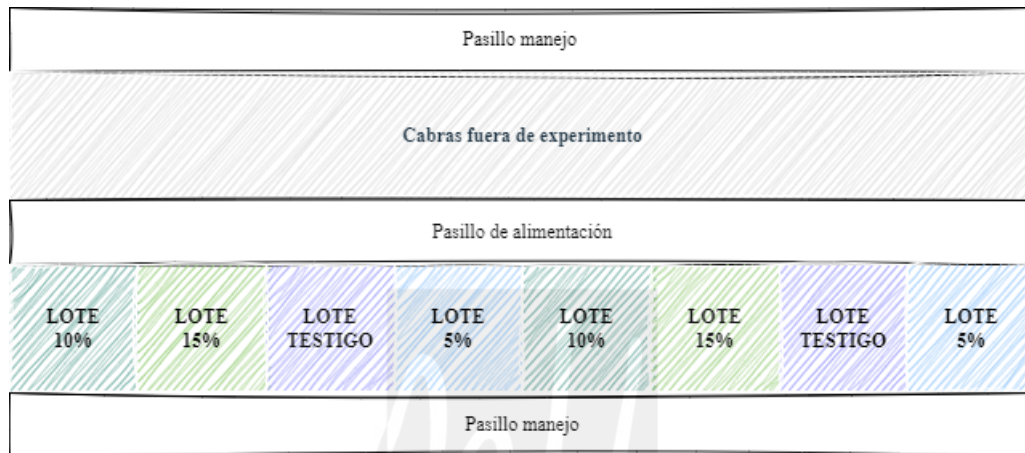 Pasillo manejo
Cabras fuera de experimento
Pasillo de alimentación
LOTE
10%
LOTE
15%
LOTE
TESTIGO
LOTE
5%
LOTE
10%
LOTE
15%
LOTE
TESTIGO
LOTE
5%
Pasillo manejo